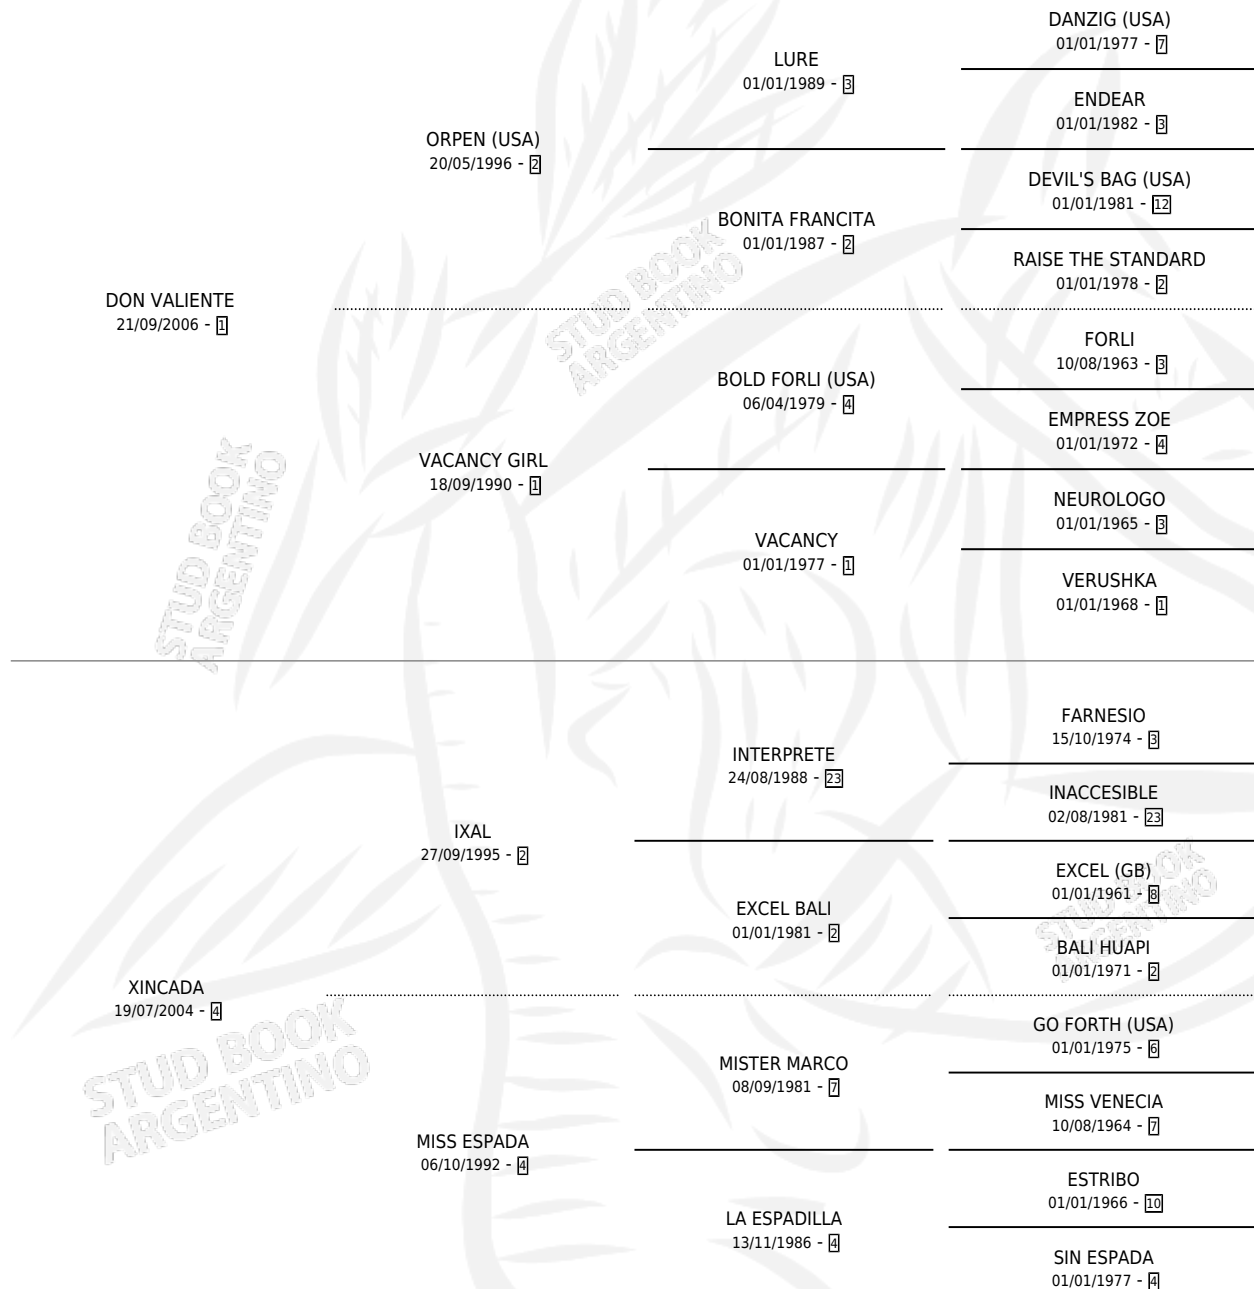 DANZIG (USA)
01/01/1977 - 7
LURE
01/01/1989 - 3
ENDEAR
01/01/1982 - 3
ORPEN (USA)
20/05/1996 - 2
DEVIL'S BAG (USA)
01/01/1981 - 12
BONITA FRANCITA
01/01/1987 - 2
RAISE THE STANDARD
01/01/1978 - 2
DON VALIENTE
21/09/2006 - 1
FORLI
10/08/1963 - 3
BOLD FORLI (USA)
06/04/1979 - 4
EMPRESS ZOE
01/01/1972 - 4
VACANCY GIRL
18/09/1990 - 1
NEUROLOGO
01/01/1965 - 3
VACANCY
01/01/1977 - 1
VERUSHKA
01/01/1968 - 1
STUD BOOK
ARGENTINO
STUD BOOK
ARGENTINO
FARNESIO
15/10/1974 - 3
INTERPRETE
24/08/1988 - 23
INACCESIBLE
02/08/1981 - 23
IXAL
27/09/1995 - 2
EXCEL (GB)
01/01/1961 - 8
EXCEL BALI
01/01/1981 - 2
BALI HUAPI
01/01/1971 - 2
STUD BOOK
ARGENTINO
XINCADA
19/07/2004 - 4
GO FORTH (USA)
01/01/1975 - 6
MISTER MARCO
08/09/1981 - 7
MISS VENECIA
10/08/1964 - 7
MISS ESPADA
06/10/1992 - 4
ESTRIBO
01/01/1966 - 10
LA ESPADILLA
13/11/1986 - 4
SIN ESPADA
01/01/1977 - 4
STUD BOOK
ARGENTINO